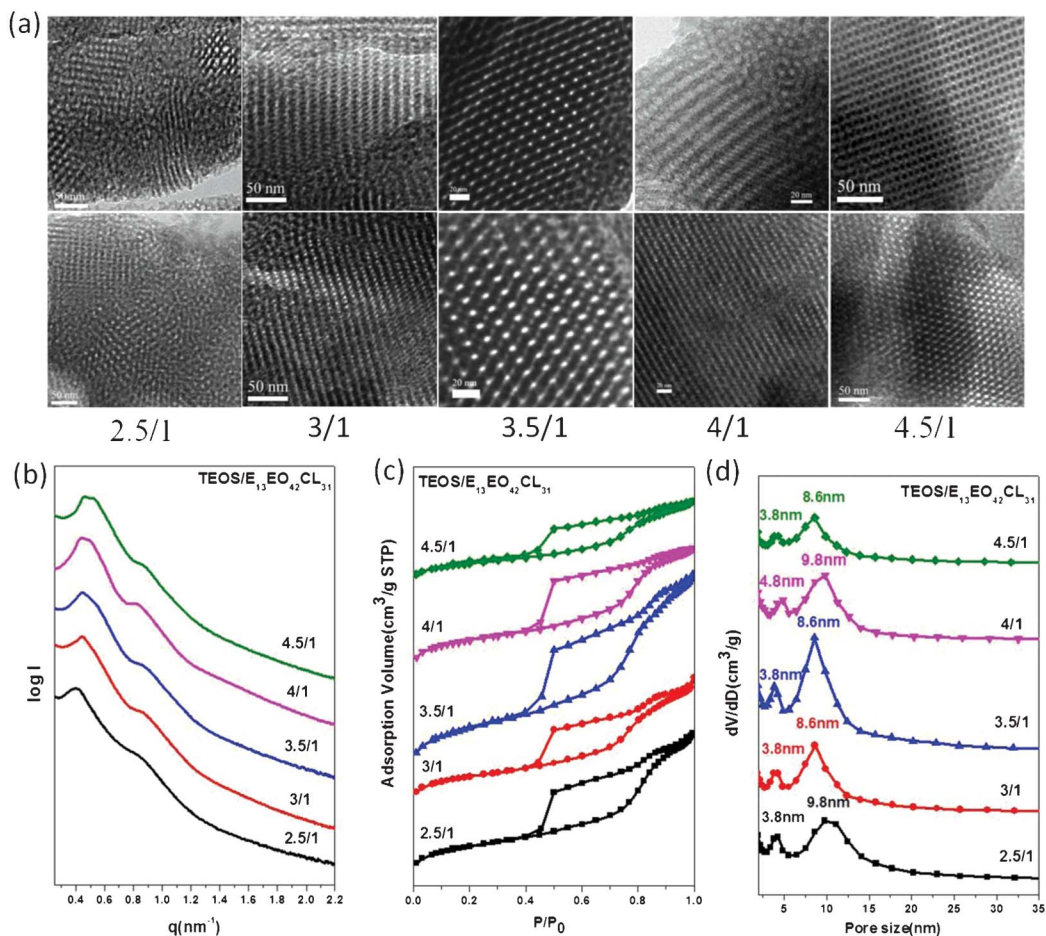 (a)
50 nm
50 nm
20 nm
20 nm
50 nm
50 nm
50 nm
20 nm
20 nm
50 nm
2.5/1
3/1
3.5/1
4/1
4.5/1
(b)
TEOS/E₁₃EO₄₂CL₃₁
4.5/1
4/1
3.5/1
3/1
2.5/1
log I
0.4 0.6 0.8 1.0 1.2 1.4 1.6 1.8 2.0 2.2
q(nm⁻¹)
(c)
TEOS/E₁₃EO₄₂CL₃₁
4.5/1
4/1
3.5/1
3/1
2.5/1
Adsorption Volume(cm³/g STP)
0.0 0.2 0.4 0.6 0.8 1.0
P/P₀
(d)
TEOS/E₁₃EO₄₂CL₃₁
8.6nm
3.8nm
4.5/1
9.8nm
4.8nm
4/1
8.6nm
3.8nm
3.5/1
8.6nm
3.8nm
3/1
9.8nm
3.8nm
2.5/1
dV/dD(cm³/g)
5 10 15 20 25 30 35
Pore size(nm)